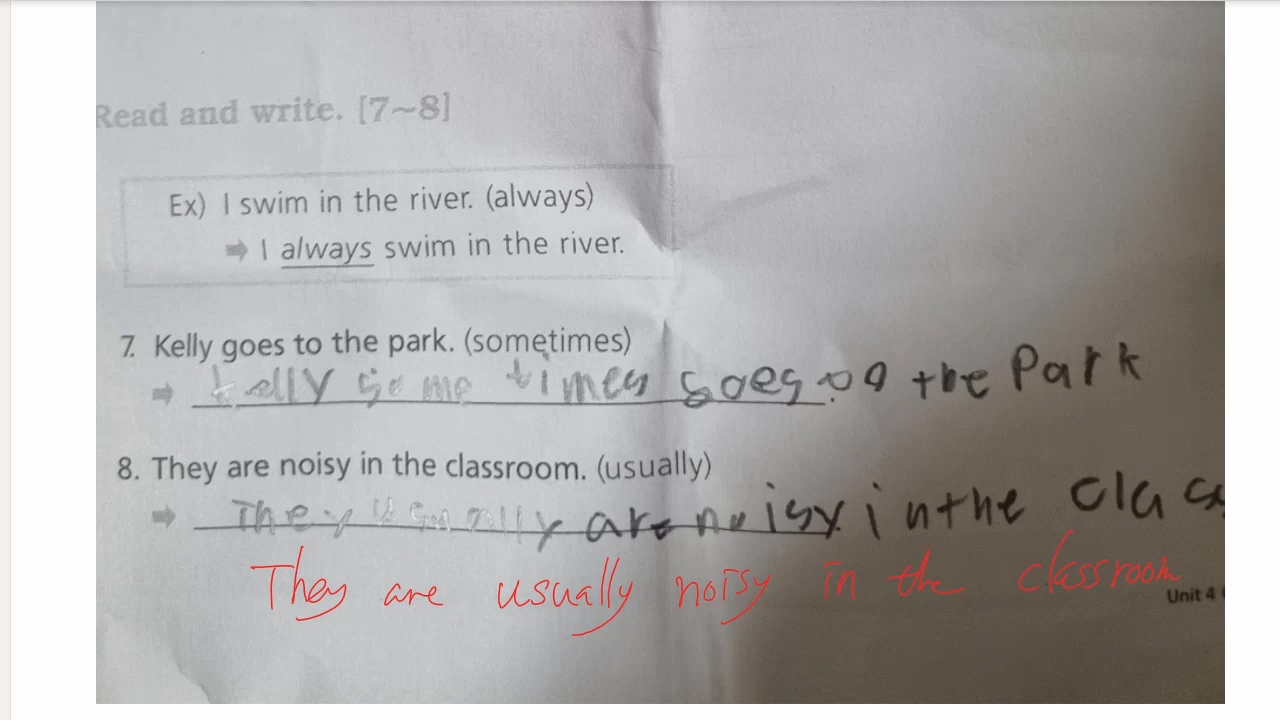 Read and write. [7~8]
Ex) I swim in the river. (always)
➡ I always swim in the river.
7. Kelly goes to the park. (sometimes)
➡ kelly some times goes to the Park
8. They are noisy in the classroom. (usually)
➡ They usually are noisy in the clas
They are usually noisy in the classroom
Unit 4